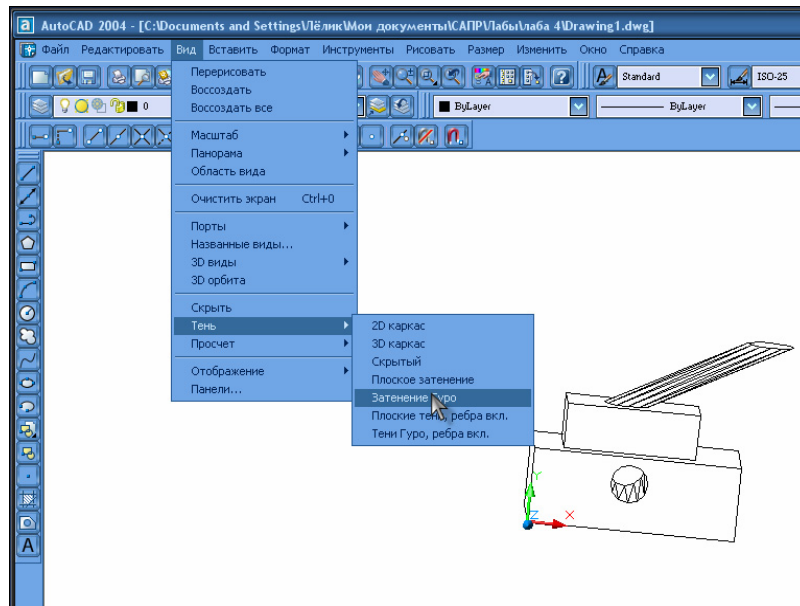 AutoCAD 2004 - [C:\Documents and Settings\Лёлик\Мои документы\САПР\Лабы\лаба 4\Drawing1.dwg]
Файл Редактировать Вид Вставить Формат Инструменты Рисовать Размер Изменить Окно Справка
Standard ISO-25
0 ByLayer ByLayer
Перерисовать
Воссоздать
Воссоздать все
Масштаб
Панорама
Область вида
Очистить экран Ctrl+0
Порты
Названные виды...
3D виды
3D орбита
Скрыть
Тень
Просчет
Отображение
Панели...
2D каркас
3D каркас
Скрытый
Плоское затенение
Затенение Гуро
Плоские тени, ребра вкл.
Тени Гуро, ребра вкл.
Y
Z X
A